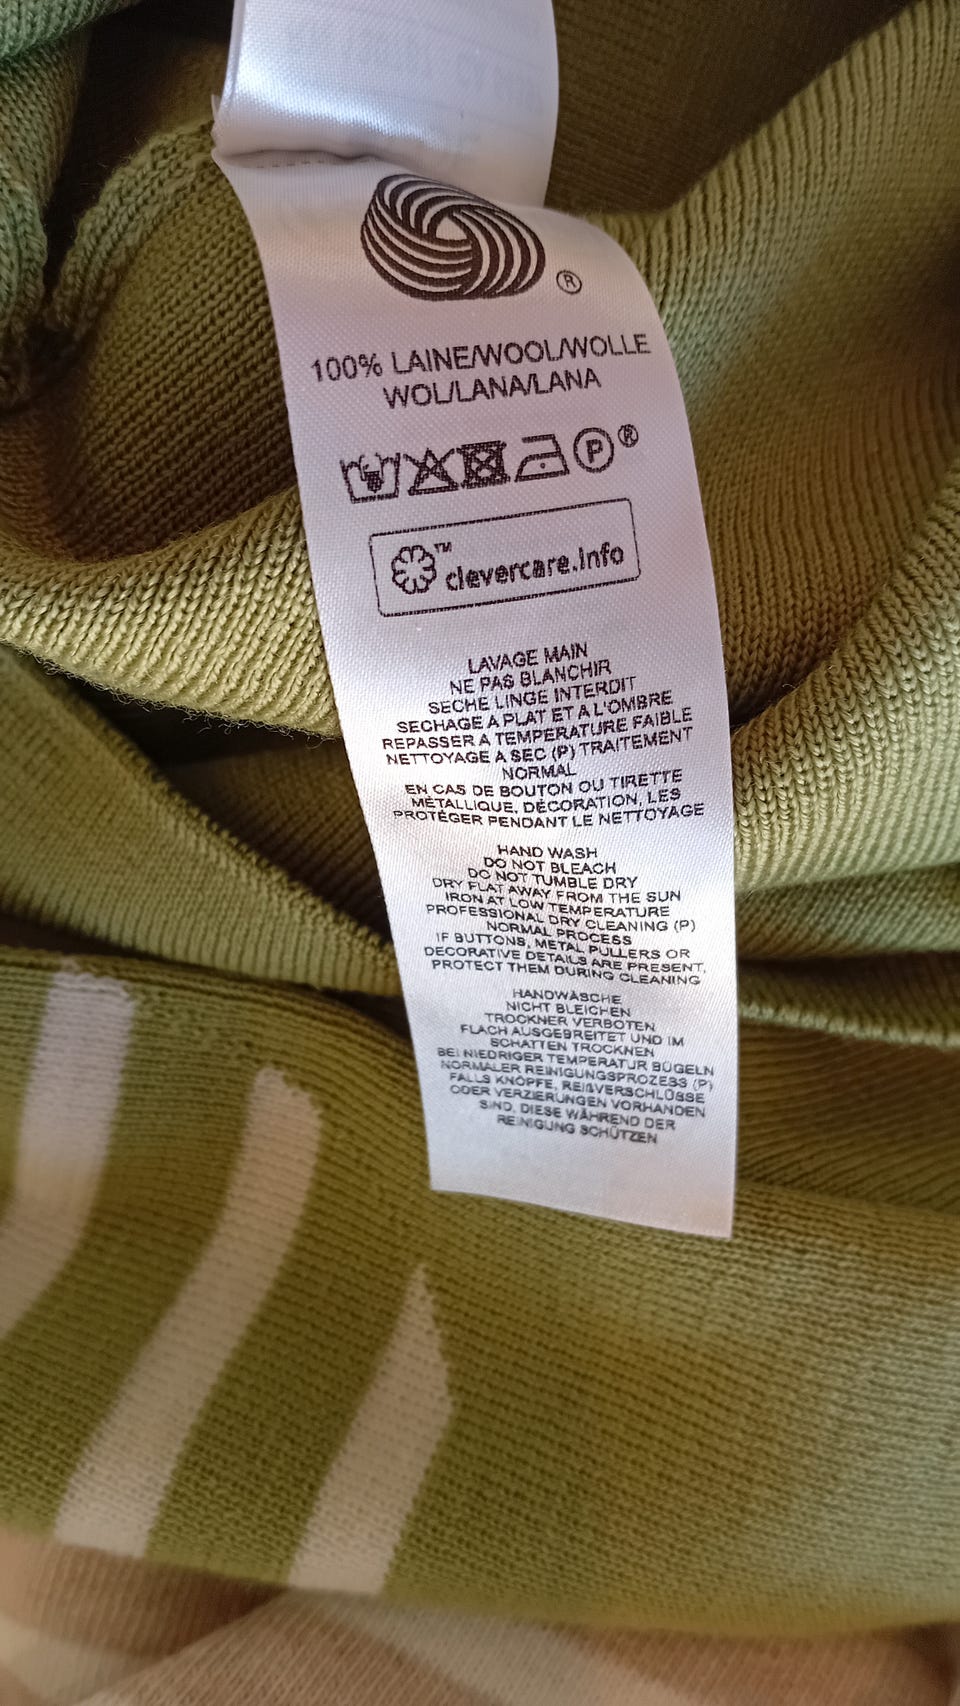 ®
100% LAINE/WOOL/WOLLE
WOL/LANA/LANA
P ®
™ clevercare.info
LAVAGE MAIN
NE PAS BLANCHIR
SECHE LINGE INTERDIT
SECHAGE A PLAT ET A L'OMBRE
REPASSER A TEMPERATURE FAIBLE
NETTOYAGE A SEC (P) TRAITEMENT
NORMAL
EN CAS DE BOUTON OU TIRETTE
MÉTALLIQUE, DÉCORATION, LES
PROTÉGER PENDANT LE NETTOYAGE
HAND WASH
DO NOT BLEACH
DO NOT TUMBLE DRY
DRY FLAT AWAY FROM THE SUN
IRON AT LOW TEMPERATURE
PROFESSIONAL DRY CLEANING (P)
NORMAL PROCESS
IF BUTTONS, METAL PULLERS OR
DECORATIVE DETAILS ARE PRESENT,
PROTECT THEM DURING CLEANING
HANDWÄSCHE
NICHT BLEICHEN
TROCKNER VERBOTEN
FLACH AUSGEBREITET UND IM
SCHATTEN TROCKNEN
BEI NIEDRIGER TEMPERATUR BÜGELN
NORMALER REINIGUNGSPROZESS (P)
FALLS KNÖPFE, REIßVERSCHLÜSSE
ODER VERZIERUNGEN VORHANDEN
SIND, DIESE WÄHREND DER
REINIGUNG SCHÜTZEN